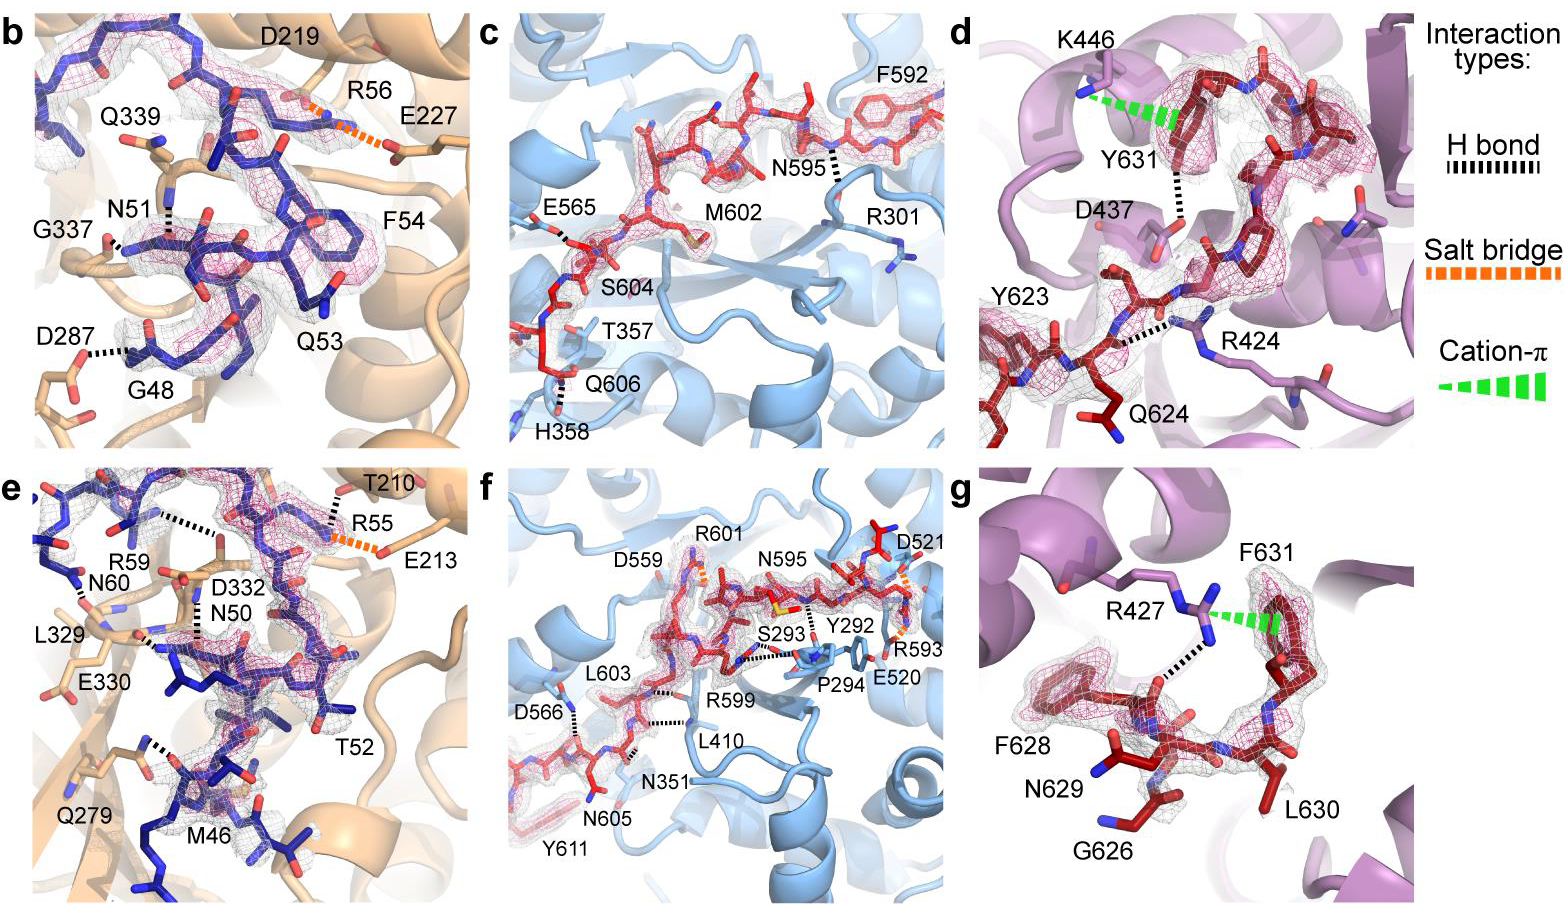 b
D219
R56
E227
Q339
N51
G337
F54
D287
Q53
G48
c
F592
N595
E565
M602
R301
S604
T357
Q606
H358
d
K446
Y631
D437
Y623
R424
Q624
Interaction
types:
H bond
Salt bridge
Cation-π
e
T210
R55
E213
R59
N60
D332
N50
L329
E330
T52
Q279
M46
f
R601
D559
N595
D521
S293
Y292
R593
L603
P294
E520
R599
D566
L410
N351
N605
Y611
g
F631
R427
F628
N629
L630
G626